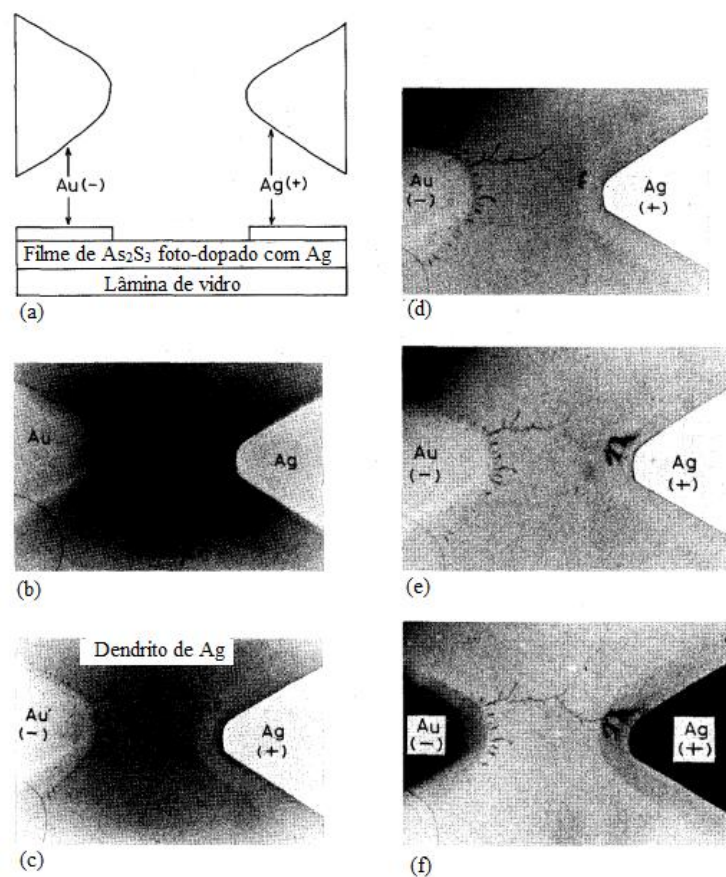 Au(-)
Ag(+)
Filme de As₂S₃ foto-dopado com Ag
Lâmina de vidro
(a)
Au
Ag
(b)
Dendrito de Ag
Au
(-)
Ag
(+)
(c)
Au
(-)
Ag
(+)
(d)
Au
(-)
Ag
(+)
(e)
Au
(-)
Ag
(+)
(f)